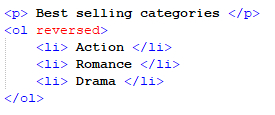 <p> Best selling categories </p>
<ol reversed>
<li> Action </li>
<li> Romance </li>
<li> Drama </li>
</ol>